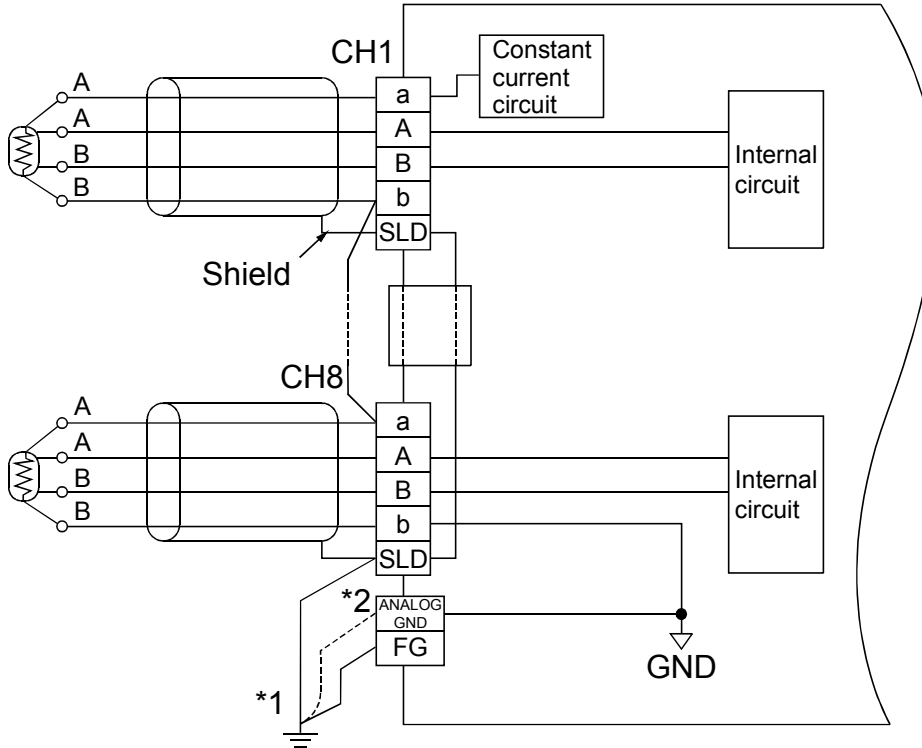 CH1
Constant
current
circuit
A
a
A
A
B
B
B
b
Internal
circuit
SLD
Shield
CH8
A
a
A
A
B
B
B
b
Internal
circuit
SLD
*2
ANALOG
GND
FG
GND
*1